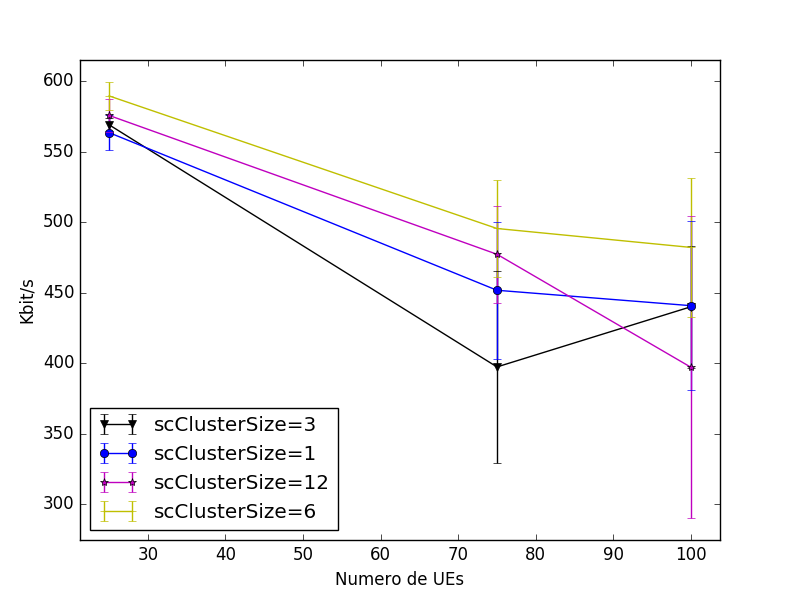 600
550
500
450
400
350
300
Kbit/s
scClusterSize=3
scClusterSize=1
scClusterSize=12
scClusterSize=6
30 40 50 60 70 80 90 100
Numero de UEs